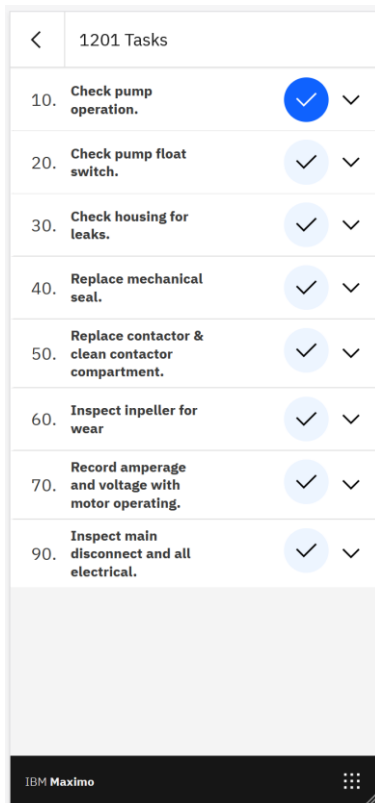 1201 Tasks
10. Check pump
operation.
20. Check pump float
switch.
30. Check housing for
leaks.
40. Replace mechanical
seal.
50. Replace contactor &
clean contactor
compartment.
60. Inspect inpeller for
wear
70. Record amperage
and voltage with
motor operating.
90. Inspect main
disconnect and all
electrical.
IBM Maximo